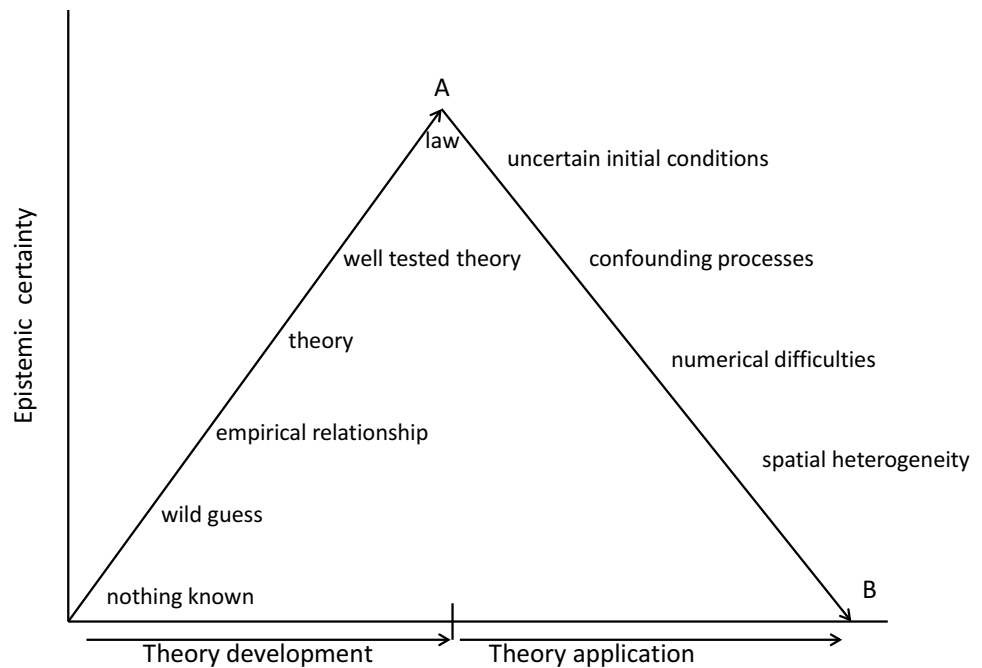 A
law
uncertain initial conditions
well tested theory
confounding processes
theory
numerical difficulties
empirical relationship
spatial heterogeneity
wild guess
nothing known
B
Theory development
Theory application
Epistemic certainty